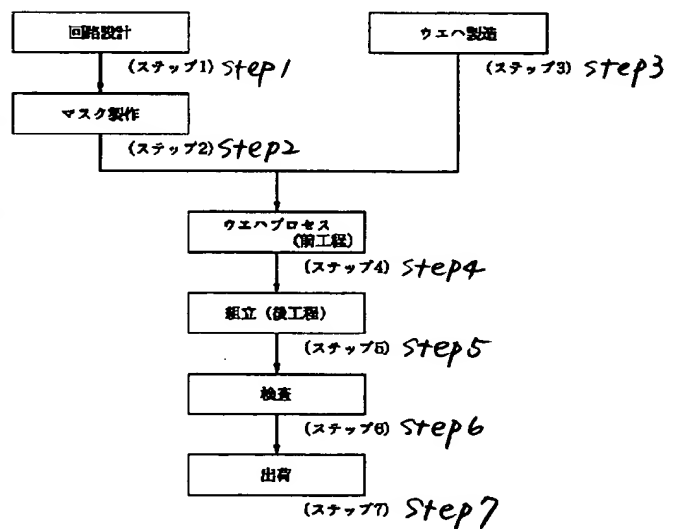 回路設計
(ステップ1) Step1
ウエハ製造
(ステップ3) Step3
マスク製作
(ステップ2) Step2
ウエハプロセス
(前工程)
(ステップ4) Step4
組立(後工程)
(ステップ5) Step5
検査
(ステップ6) Step6
出荷
(ステップ7) Step7